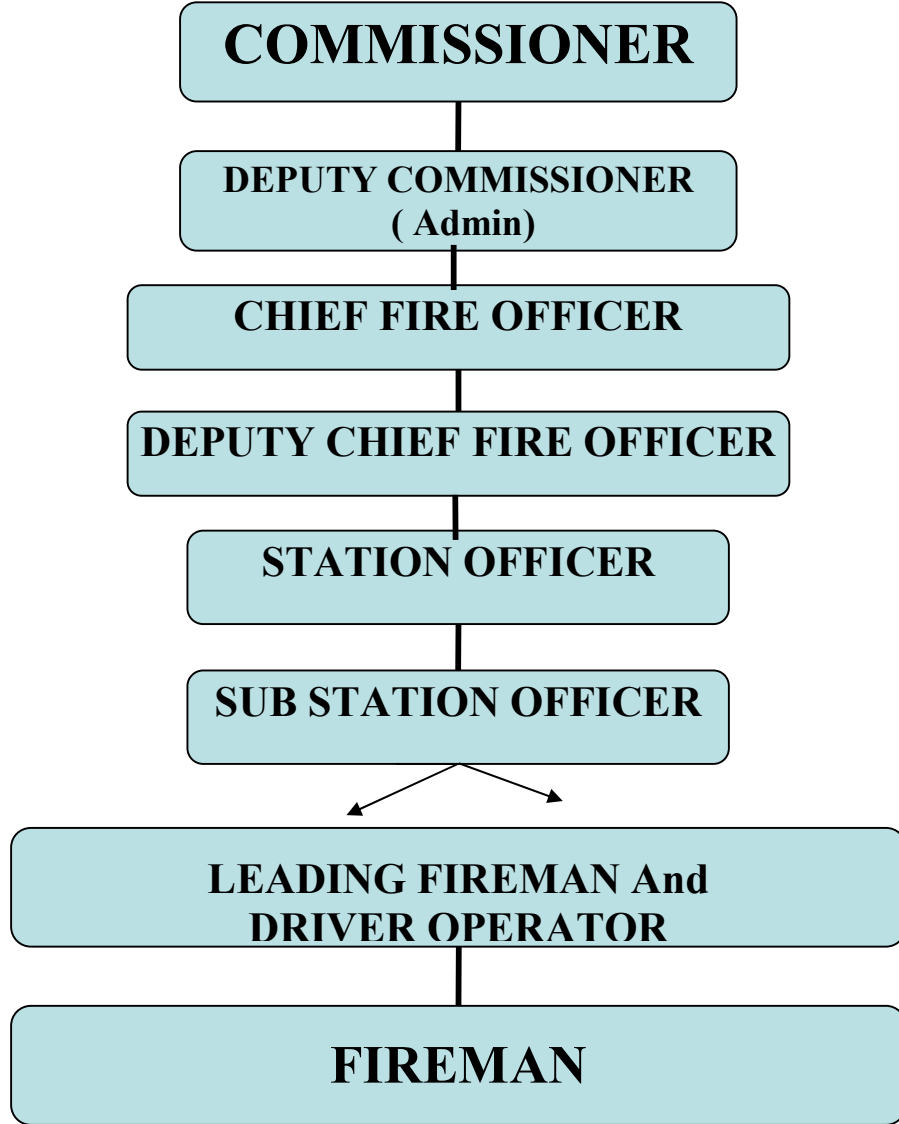 COMMISSIONER
DEPUTY COMMISSIONER
( Admin)
CHIEF FIRE OFFICER
DEPUTY CHIEF FIRE OFFICER
STATION OFFICER
SUB STATION OFFICER
LEADING FIREMAN And
DRIVER OPERATOR
FIREMAN